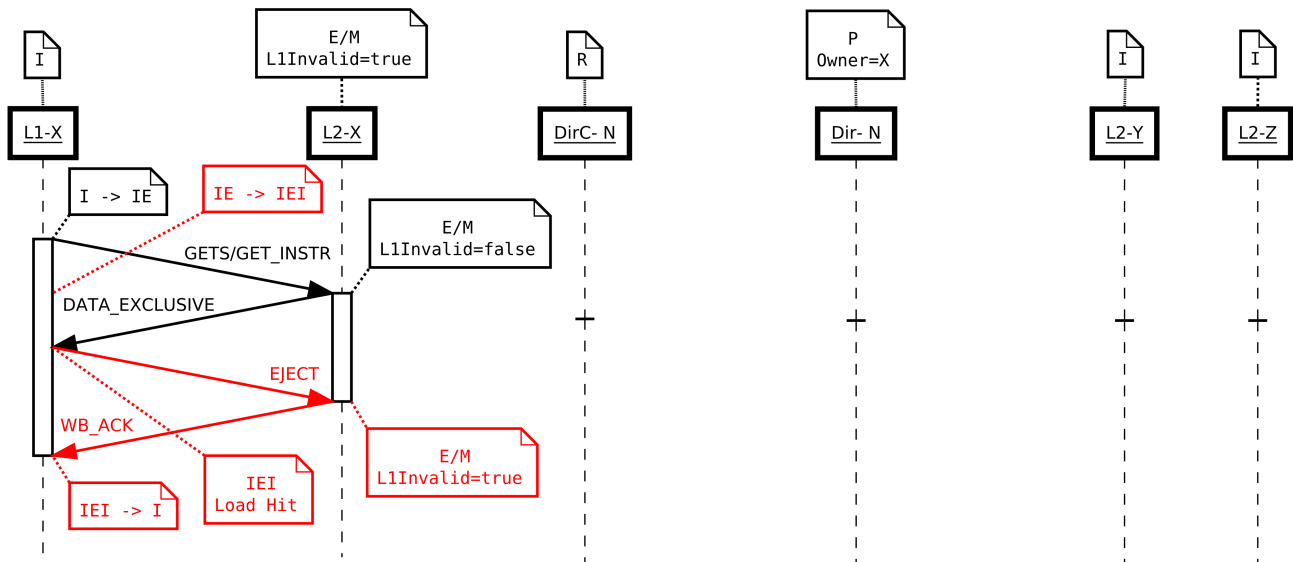 I
E/M
L1Invalid=true
R
P
Owner=X
I
I
L1-X
L2-X
DirC- N
Dir- N
L2-Y
L2-Z
I -> IE
IE -> IEI
E/M
L1Invalid=false
GETS/GET_INSTR
DATA_EXCLUSIVE
EJECT
WB_ACK
E/M
L1Invalid=true
IEI
Load Hit
IEI -> I